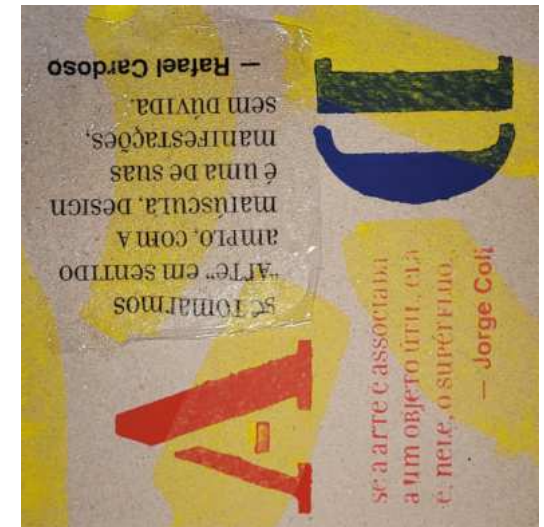 se tomarmos
"Arte" em sentido
amplo, com A
maiúscula, design
é uma de suas
manifestações,
sem dúvida.
— Rafael Cardoso
A
D
se a arte é associada
a um objeto útil, ela
é, nele, o supérfluo.
— Jorge Coli